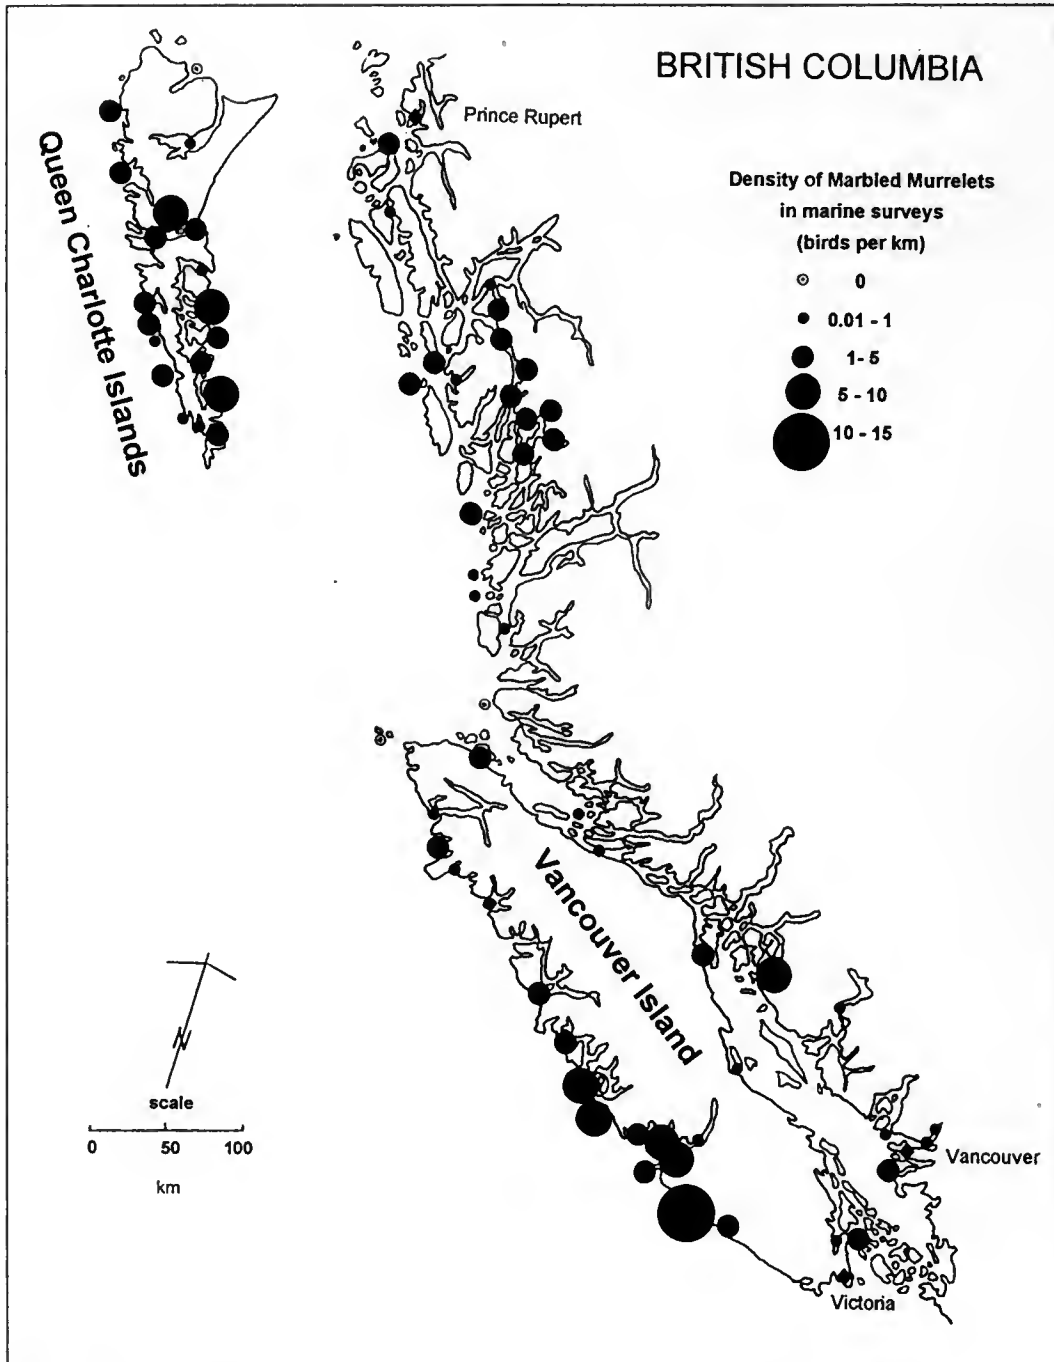 BRITISH COLUMBIA
Prince Rupert
Queen Charlotte Islands
Density of Marbled Murrelets
in marine surveys
(birds per km)
0
0.01 - 1
1- 5
5 - 10
10 - 15
Vancouver Island
N
scale
0 50 100
km
Vancouver
Victoria